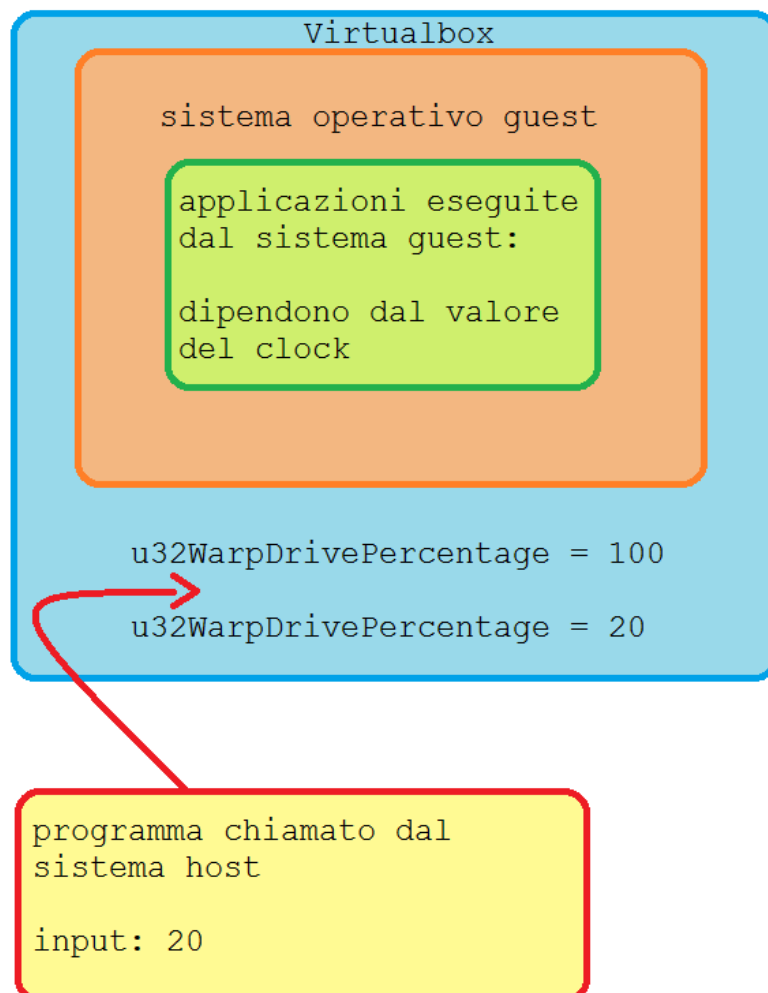 Virtualbox
sistema operativo guest
applicazioni eseguite
dal sistema guest:
dipendono dal valore
del clock
u32WarpDrivePercentage = 100
u32WarpDrivePercentage = 20
programma chiamato dal
sistema host
input: 20